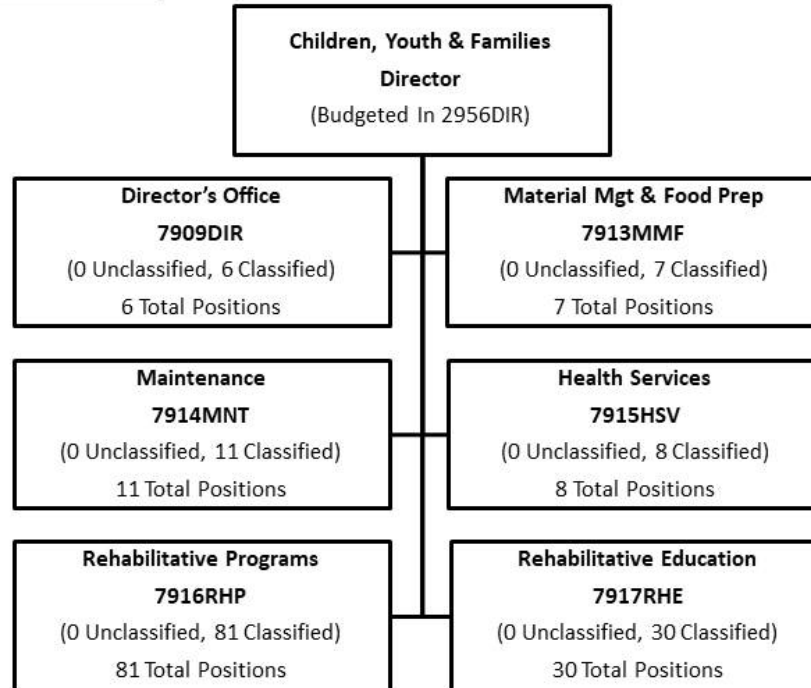 Children, Youth & Families
Director
(Budgeted In 2956DIR)
Director's Office
7909DIR
(0 Unclassified, 6 Classified)
6 Total Positions
Material Mgt & Food Prep
7913MMF
(0 Unclassified, 7 Classified)
7 Total Positions
Maintenance
7914MNT
(0 Unclassified, 11 Classified)
11 Total Positions
Health Services
7915HSV
(0 Unclassified, 8 Classified)
8 Total Positions
Rehabilitative Programs
7916RHP
(0 Unclassified, 81 Classified)
81 Total Positions
Rehabilitative Education
7917RHE
(0 Unclassified, 30 Classified)
30 Total Positions